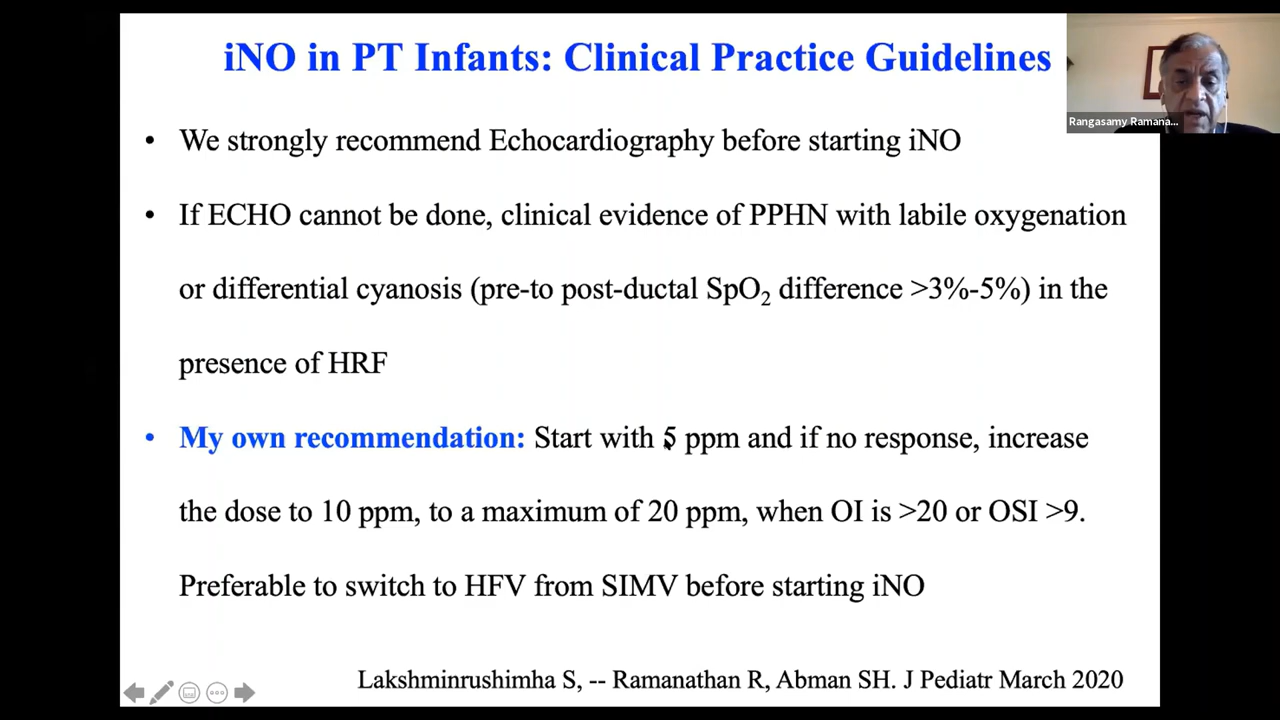 iNO in PT Infants: Clinical Practice Guidelines
Rangasamy Ramana...
• We strongly recommend Echocardiography before starting iNO
• If ECHO cannot be done, clinical evidence of PPHN with labile oxygenation
or differential cyanosis (pre-to post-ductal SpO₂ difference >3%-5%) in the
presence of HRF
• My own recommendation: Start with 5 ppm and if no response, increase
the dose to 10 ppm, to a maximum of 20 ppm, when OI is >20 or OSI >9.
Preferable to switch to HFV from SIMV before starting iNO
Lakshminrushimha S, -- Ramanathan R, Abman SH. J Pediatr March 2020